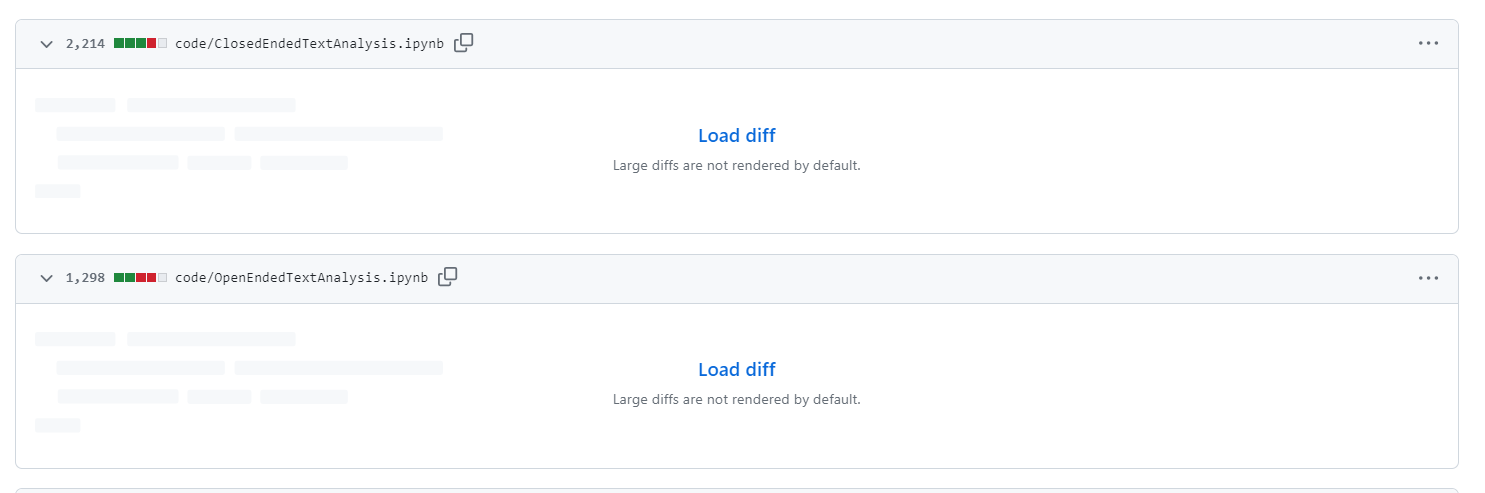 2,214 code/ClosedEndedTextAnalysis.ipynb
Load diff
Large diffs are not rendered by default.
1,298 code/OpenEndedTextAnalysis.ipynb
Load diff
Large diffs are not rendered by default.